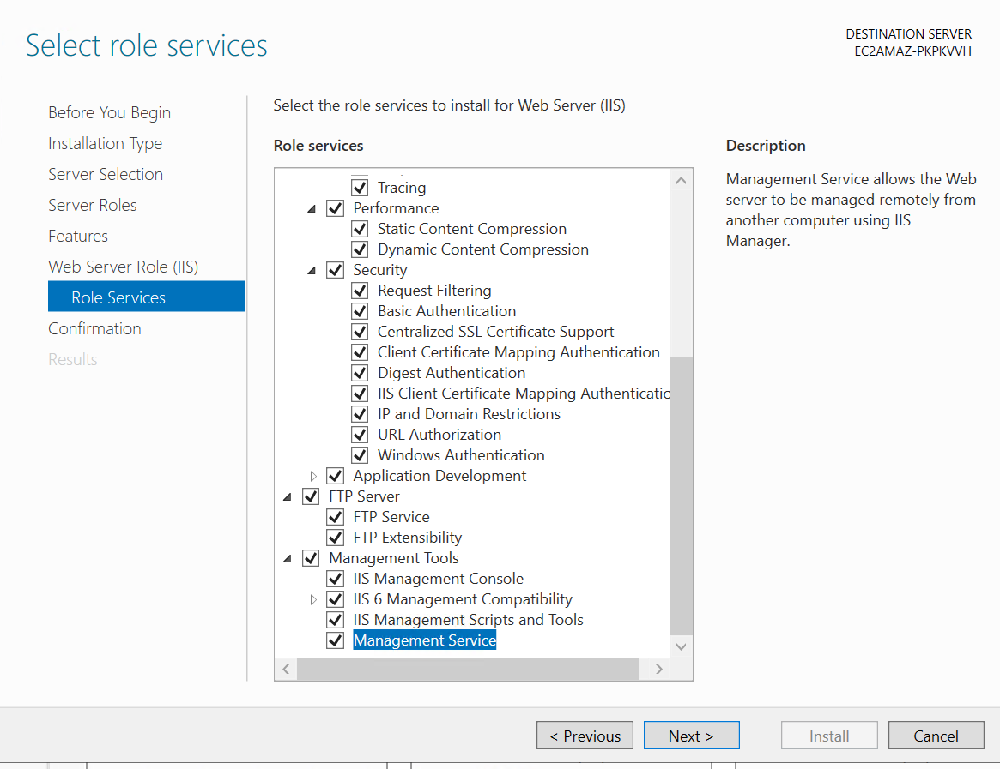 Select role services
DESTINATION SERVER
EC2AMAZ-PKPKVVH
Before You Begin
Installation Type
Server Selection
Server Roles
Features
Web Server Role (IIS)
Role Services
Confirmation
Results
Select the role services to install for Web Server (IIS)
Role services
Tracing
Performance
Static Content Compression
Dynamic Content Compression
Security
Request Filtering
Basic Authentication
Centralized SSL Certificate Support
Client Certificate Mapping Authentication
Digest Authentication
IIS Client Certificate Mapping Authenticatio
IP and Domain Restrictions
URL Authorization
Windows Authentication
Application Development
FTP Server
FTP Service
FTP Extensibility
Management Tools
IIS Management Console
IIS 6 Management Compatibility
IIS Management Scripts and Tools
Management Service
Description
Management Service allows the Web
server to be managed remotely from
another computer using IIS
Manager.
< Previous
Next >
Install
Cancel